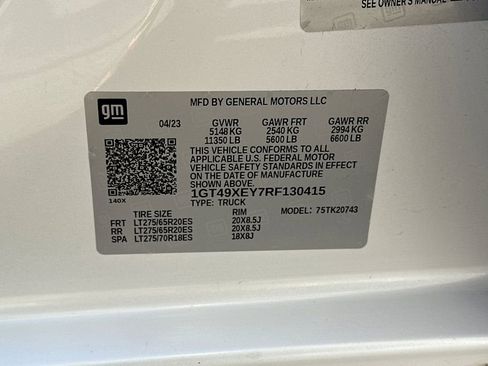 SEE OWNER'S MANUAL
gm
MFD BY GENERAL MOTORS LLC
04/23 GVWR GAWR FRT GAWR RR
5148 KG 2540 KG 2994 KG
11350 LB 5600 LB 6600 LB
THIS VEHICLE CONFORMS TO ALL
APPLICABLE U.S. FEDERAL MOTOR
VEHICLE SAFETY STANDARDS IN EFFECT
ON THE DATE OF MANUFACTURE
SHOWN ABOVE.
1GT49XEY7RF130415
140X
TYPE: TRUCK
TIRE SIZE RIM MODEL: 75TK20743
FRT LT275/65R20ES 20X8.5J
RR LT275/65R20ES 20X8.5J
SPA LT275/70R18ES 18X8J